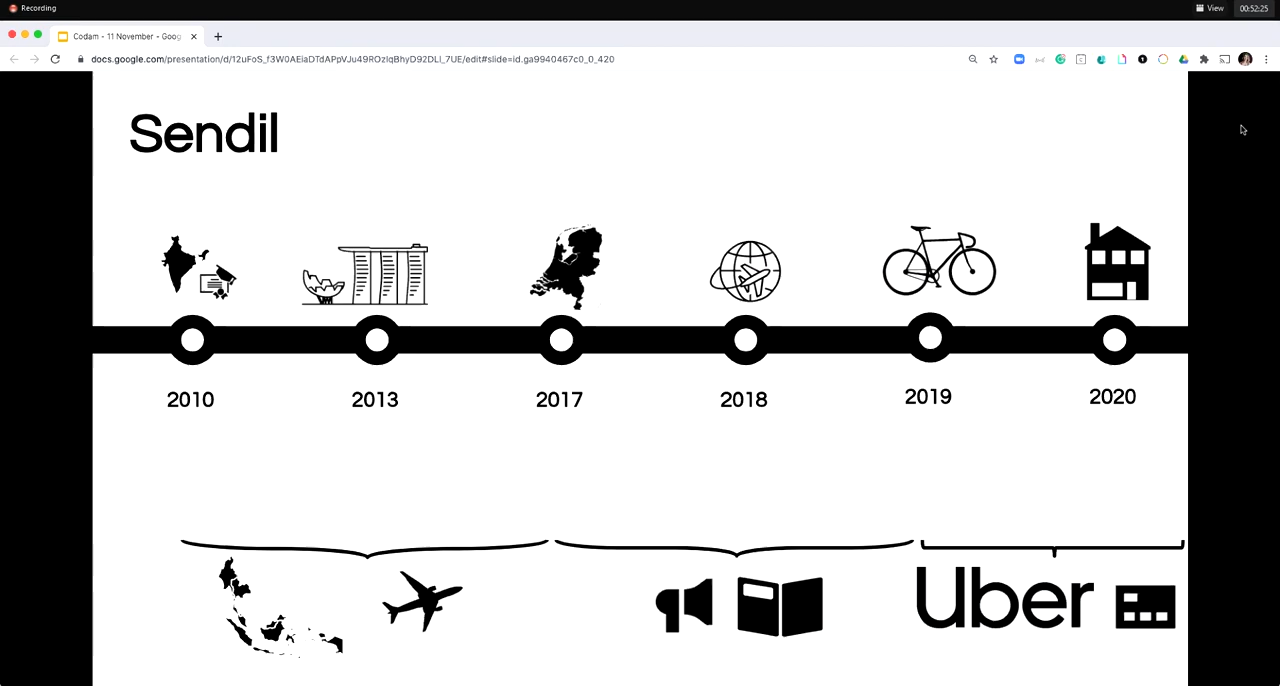 Recording
View
00:52:25
Codam - 11 November - Goog
docs.google.com/presentation/d/12uFoS_f3W0AEiaDTdAPpVJu49ROzIqBhyD92DLI_7UE/edit#slide=id.ga9940467c0_0_420
Sendil
2010 2013 2017 2018 2019 2020
Uber